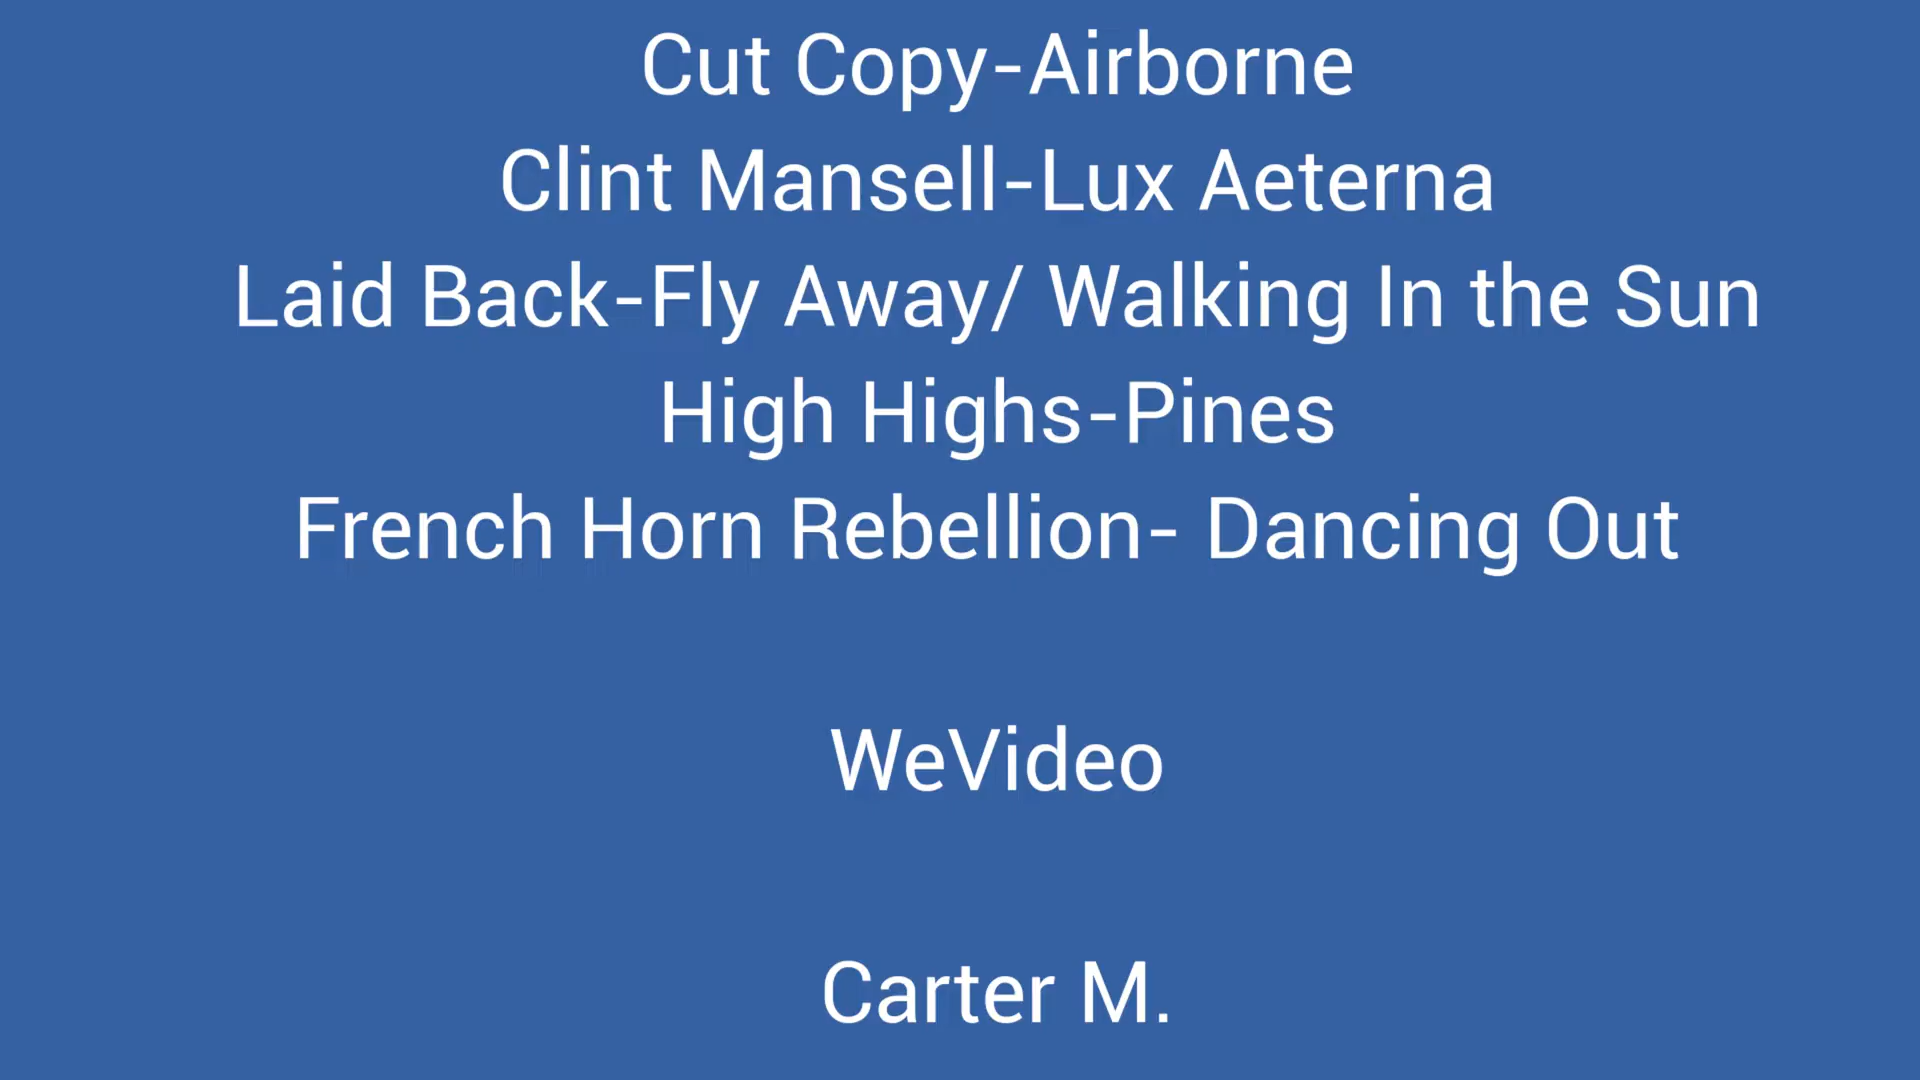 Cut Copy-Airborne
Clint Mansell-Lux Aeterna
Laid Back-Fly Away/ Walking In the Sun
High Highs-Pines
French Horn Rebellion- Dancing Out
WeVideo
Carter M.